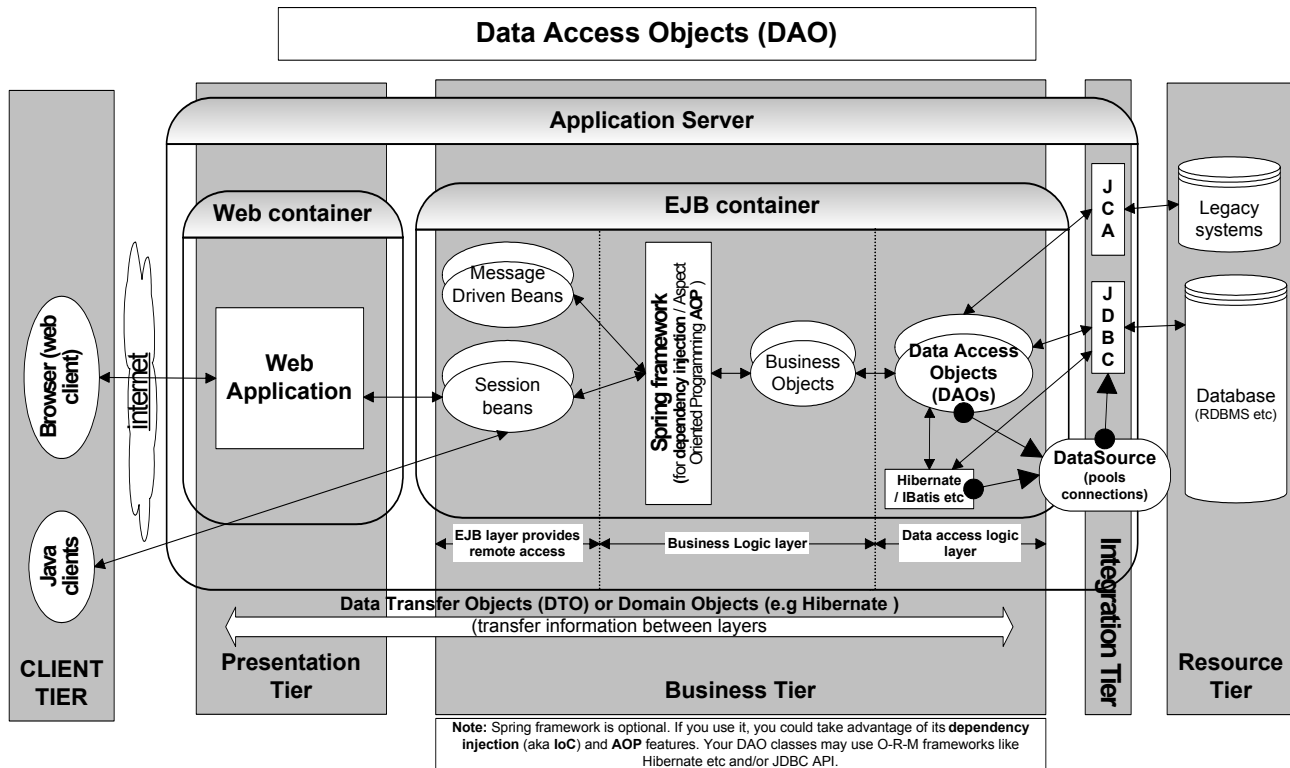 Data Access Objects (DAO)
Application Server
Web container
EJB container
J
C
A
Legacy
systems
Message
Driven Beans
Spring framework
(for dependency injection / Aspect
Oriented Programming AOP )
J
D
B
C
Browser (web
client)
internet
Web
Application
Session
beans
Business
Objects
Data Access
Objects
(DAOs)
Database
(RDBMS etc)
Hibernate
/ IBatis etc
DataSource
(pools
connections)
Java
clients
EJB layer provides
remote access
Business Logic layer
Data access logic
layer
Data Transfer Objects (DTO) or Domain Objects (e.g Hibernate )
(transfer information between layers
CLIENT
TIER
Presentation
Tier
Business Tier
Integration Tier
Resource
Tier
Note: Spring framework is optional. If you use it, you could take advantage of its dependency
injection (aka IoC) and AOP features. Your DAO classes may use O-R-M frameworks like
Hibernate etc and/or JDBC API.